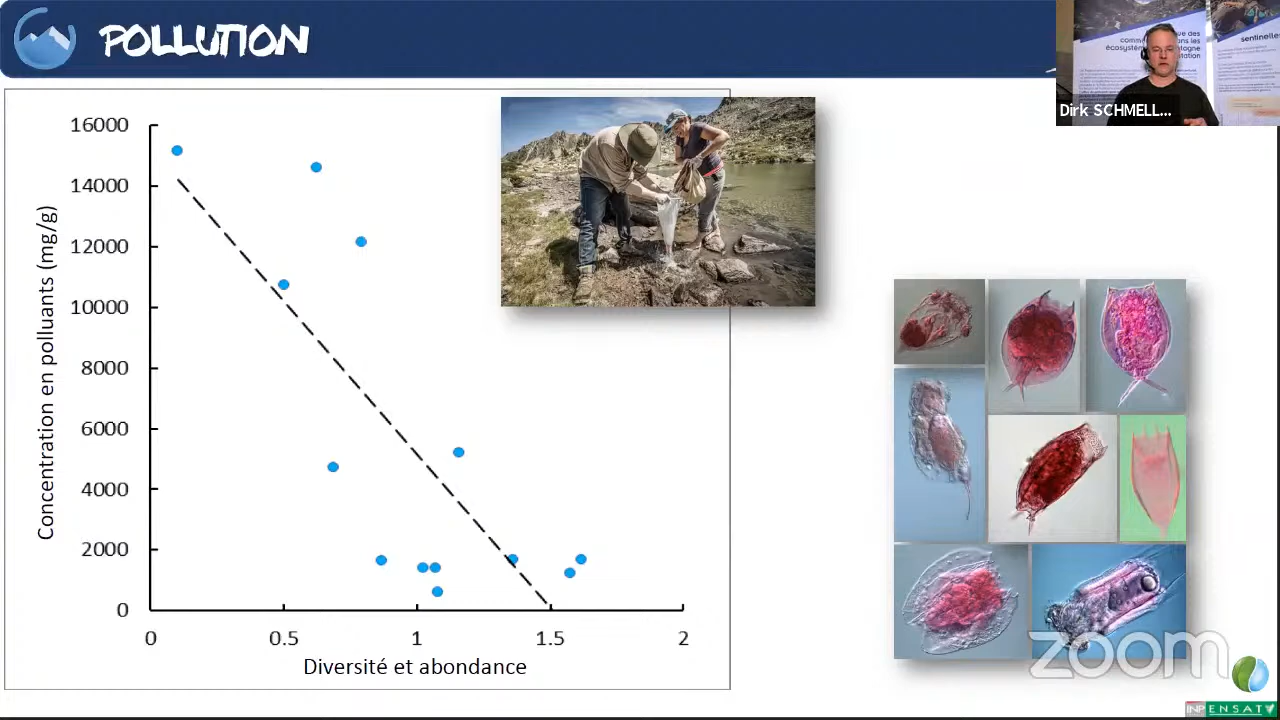 POLLUTION
sentinelles
Dirk SCHMELL...
16000
14000
12000
10000
8000
6000
4000
2000
0
Concentration en polluants (mg/g)
0
0.5
1
1.5
2
Diversité et abondance
zoom
INP ENSAT